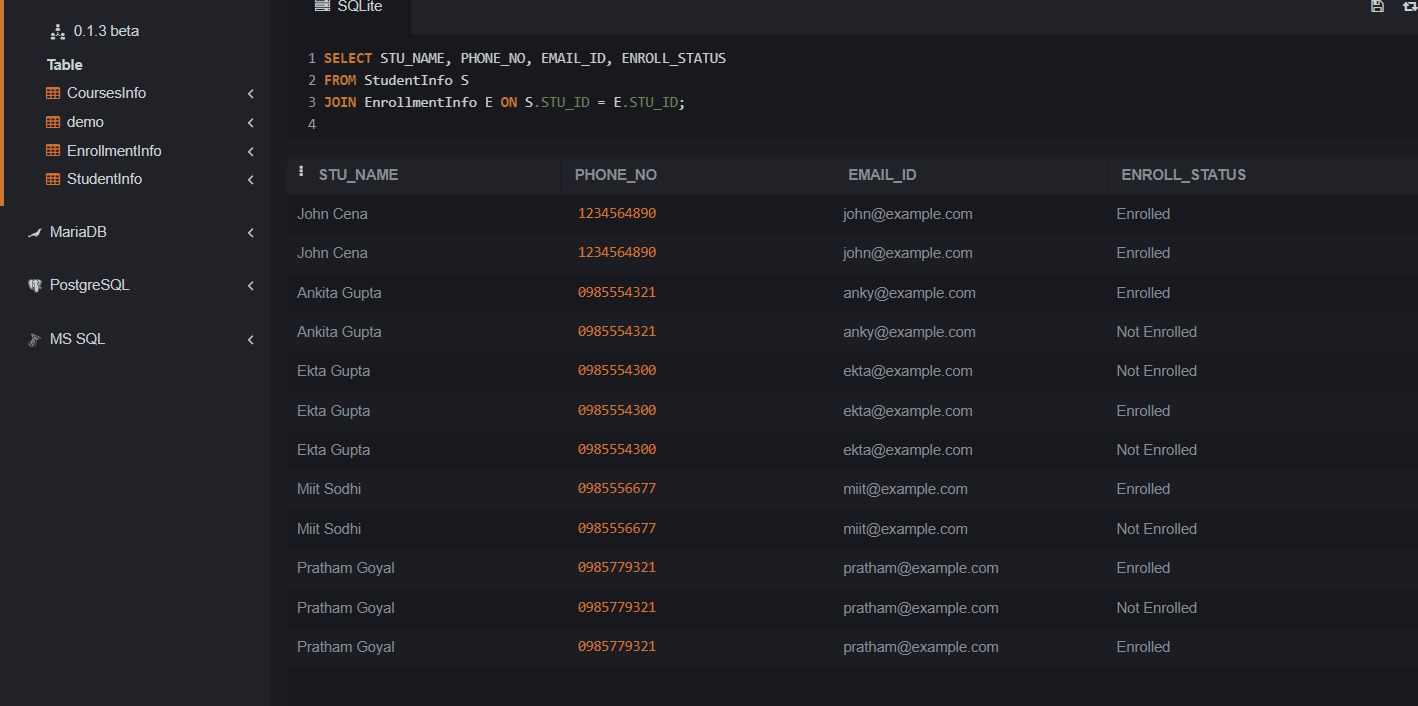 SQLite
0.1.3 beta
Table
CoursesInfo
demo
EnrollmentInfo
StudentInfo
MariaDB
PostgreSQL
MS SQL
1 SELECT STU_NAME, PHONE_NO, EMAIL_ID, ENROLL_STATUS
2 FROM StudentInfo S
3 JOIN EnrollmentInfo E ON S.STU_ID = E.STU_ID;
4
STU_NAME PHONE_NO EMAIL_ID ENROLL_STATUS
John Cena 1234564890 john@example.com Enrolled
John Cena 1234564890 john@example.com Enrolled
Ankita Gupta 0985554321 anky@example.com Enrolled
Ankita Gupta 0985554321 anky@example.com Not Enrolled
Ekta Gupta 0985554300 ekta@example.com Not Enrolled
Ekta Gupta 0985554300 ekta@example.com Enrolled
Ekta Gupta 0985554300 ekta@example.com Not Enrolled
Miit Sodhi 0985556677 miit@example.com Enrolled
Miit Sodhi 0985556677 miit@example.com Not Enrolled
Pratham Goyal 0985779321 pratham@example.com Enrolled
Pratham Goyal 0985779321 pratham@example.com Not Enrolled
Pratham Goyal 0985779321 pratham@example.com Enrolled